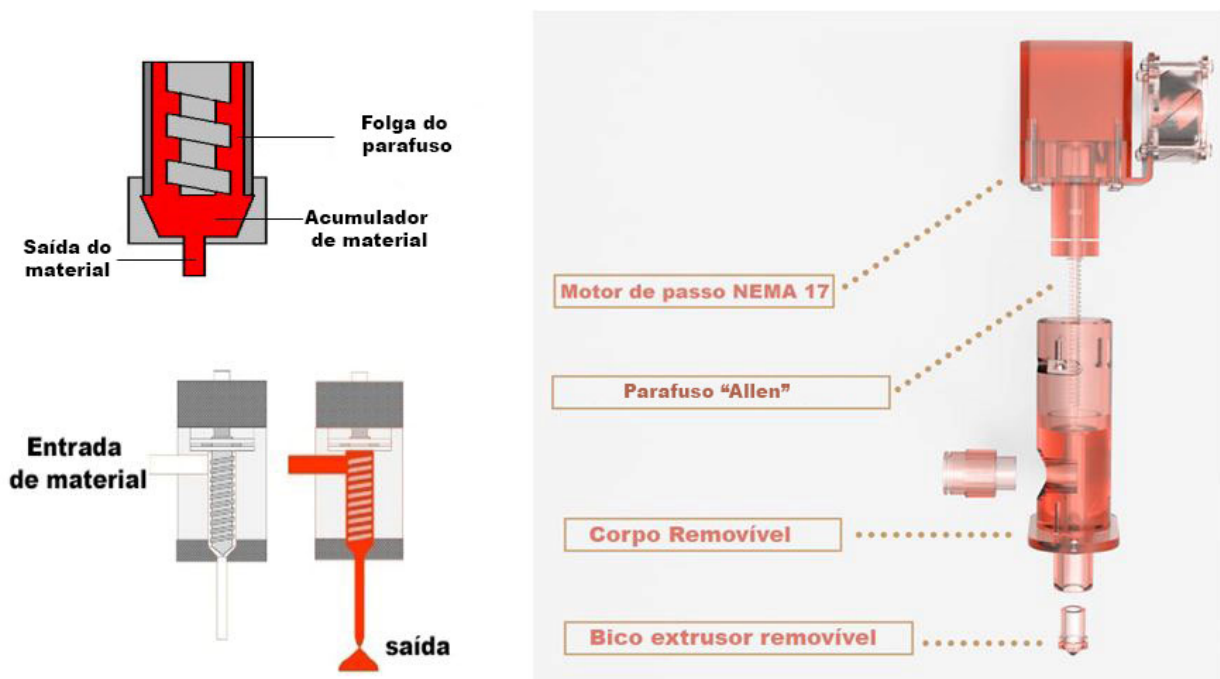 Folga do
parafuso
Acumulador
de material
Saída do
material
Entrada
de material
saída
Motor de passo NEMA 17
Parafuso “Allen”
Corpo Removível
Bico extrusor removível